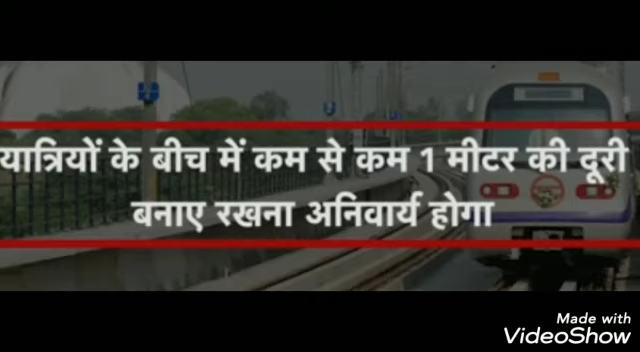 यात्रियों के बीच में कम से कम 1 मीटर की दूरी
बनाए रखना अनिवार्य होगा
Made with
VideoShow